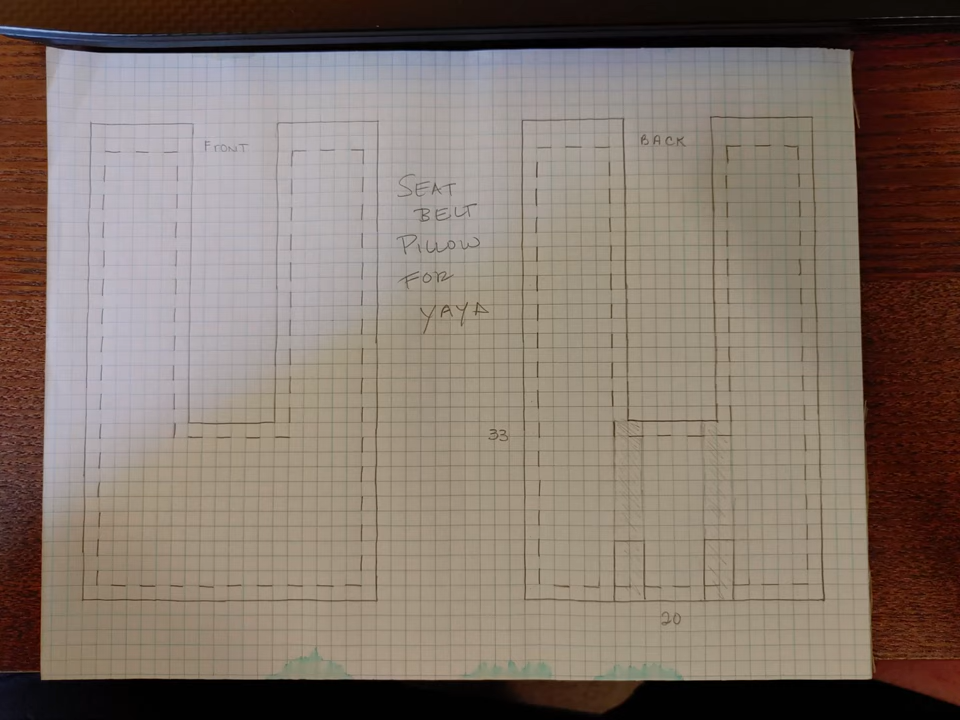 FRONT
BACK
SEAT
BELT
PILLOW
FOR
YAYA
33
20